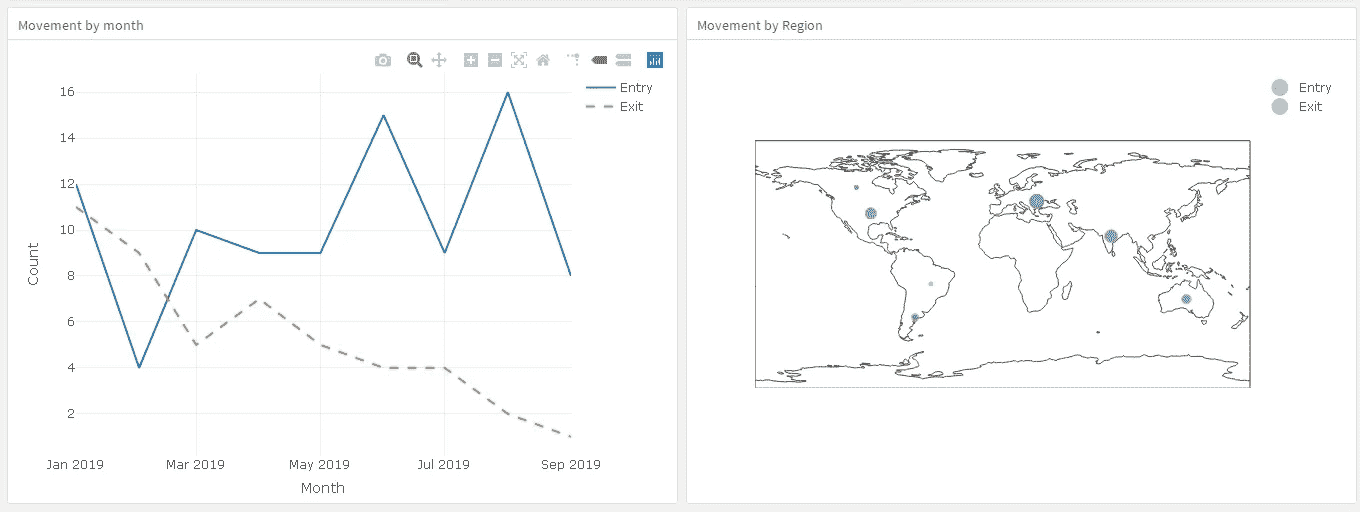 Movement by month
Entry
Exit
16
14
12
10
8
6
4
2
Count
Jan 2019 Mar 2019 May 2019 Jul 2019 Sep 2019
Month
Movement by Region
Entry
Exit